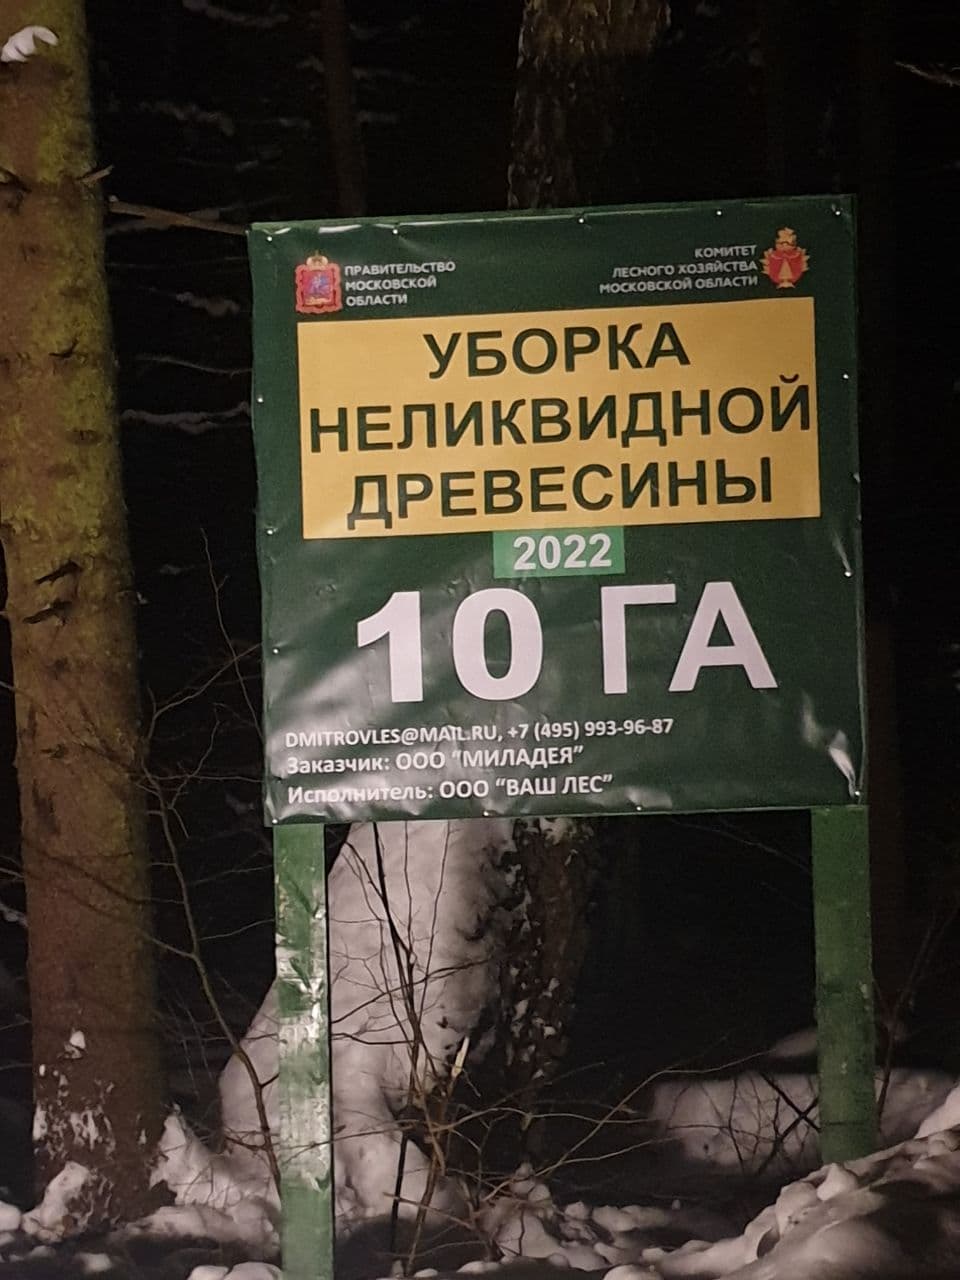 ПРАВИТЕЛЬСТВО
МОСКОВСКОЙ
ОБЛАСТИ
КОМИТЕТ
ЛЕСНОГО ХОЗЯЙСТВА
МОСКОВСКОЙ ОБЛАСТИ
УБОРКА
НЕЛИКВИДНОЙ
ДРЕВЕСИНЫ
2022
10 ГА
DMITROVLES@MAIL.RU, +7 (495) 993-96-87
Заказчик: ООО "МИЛАДЕЯ"
Исполнитель: ООО "ВАШ ЛЕС"